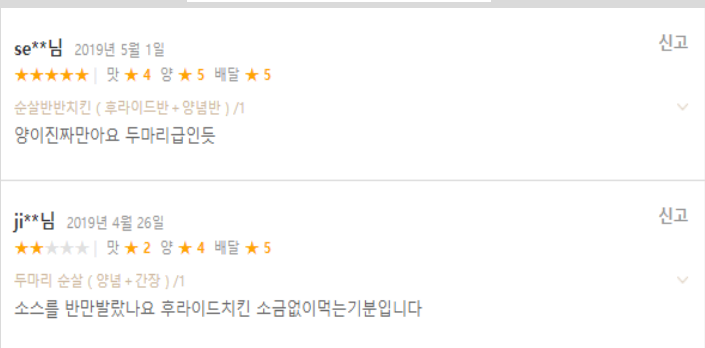 se**님 2019년 5월 1일 신고
★★★★★ | 맛 ★ 4 양 ★ 5 배달 ★ 5
순살반반치킨 ( 후라이드반 + 양념반 ) /1
양이진짜만아요 두마리급인듯
ji**님 2019년 4월 26일 신고
★★★★★ | 맛 ★ 2 양 ★ 4 배달 ★ 5
두마리 순살 ( 양념 + 간장 ) /1
소스를 반만발랐나요 후라이드치킨 소금없이먹는기분입니다